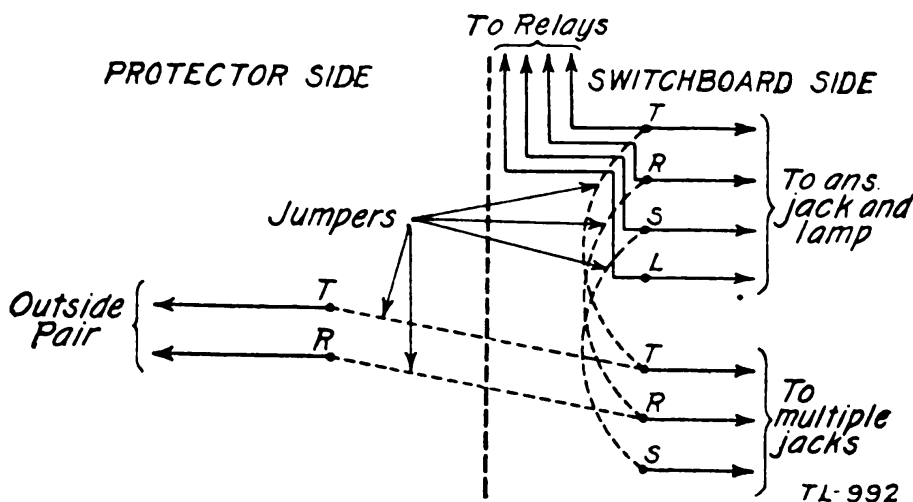 To Relays
PROTECTOR SIDE
SWITCHBOARD SIDE
T
R
S
L
To ans.
jack and
lamp
Jumpers
Outside
Pair
T
R
T
R
S
To
multiple
jacks
TL-992